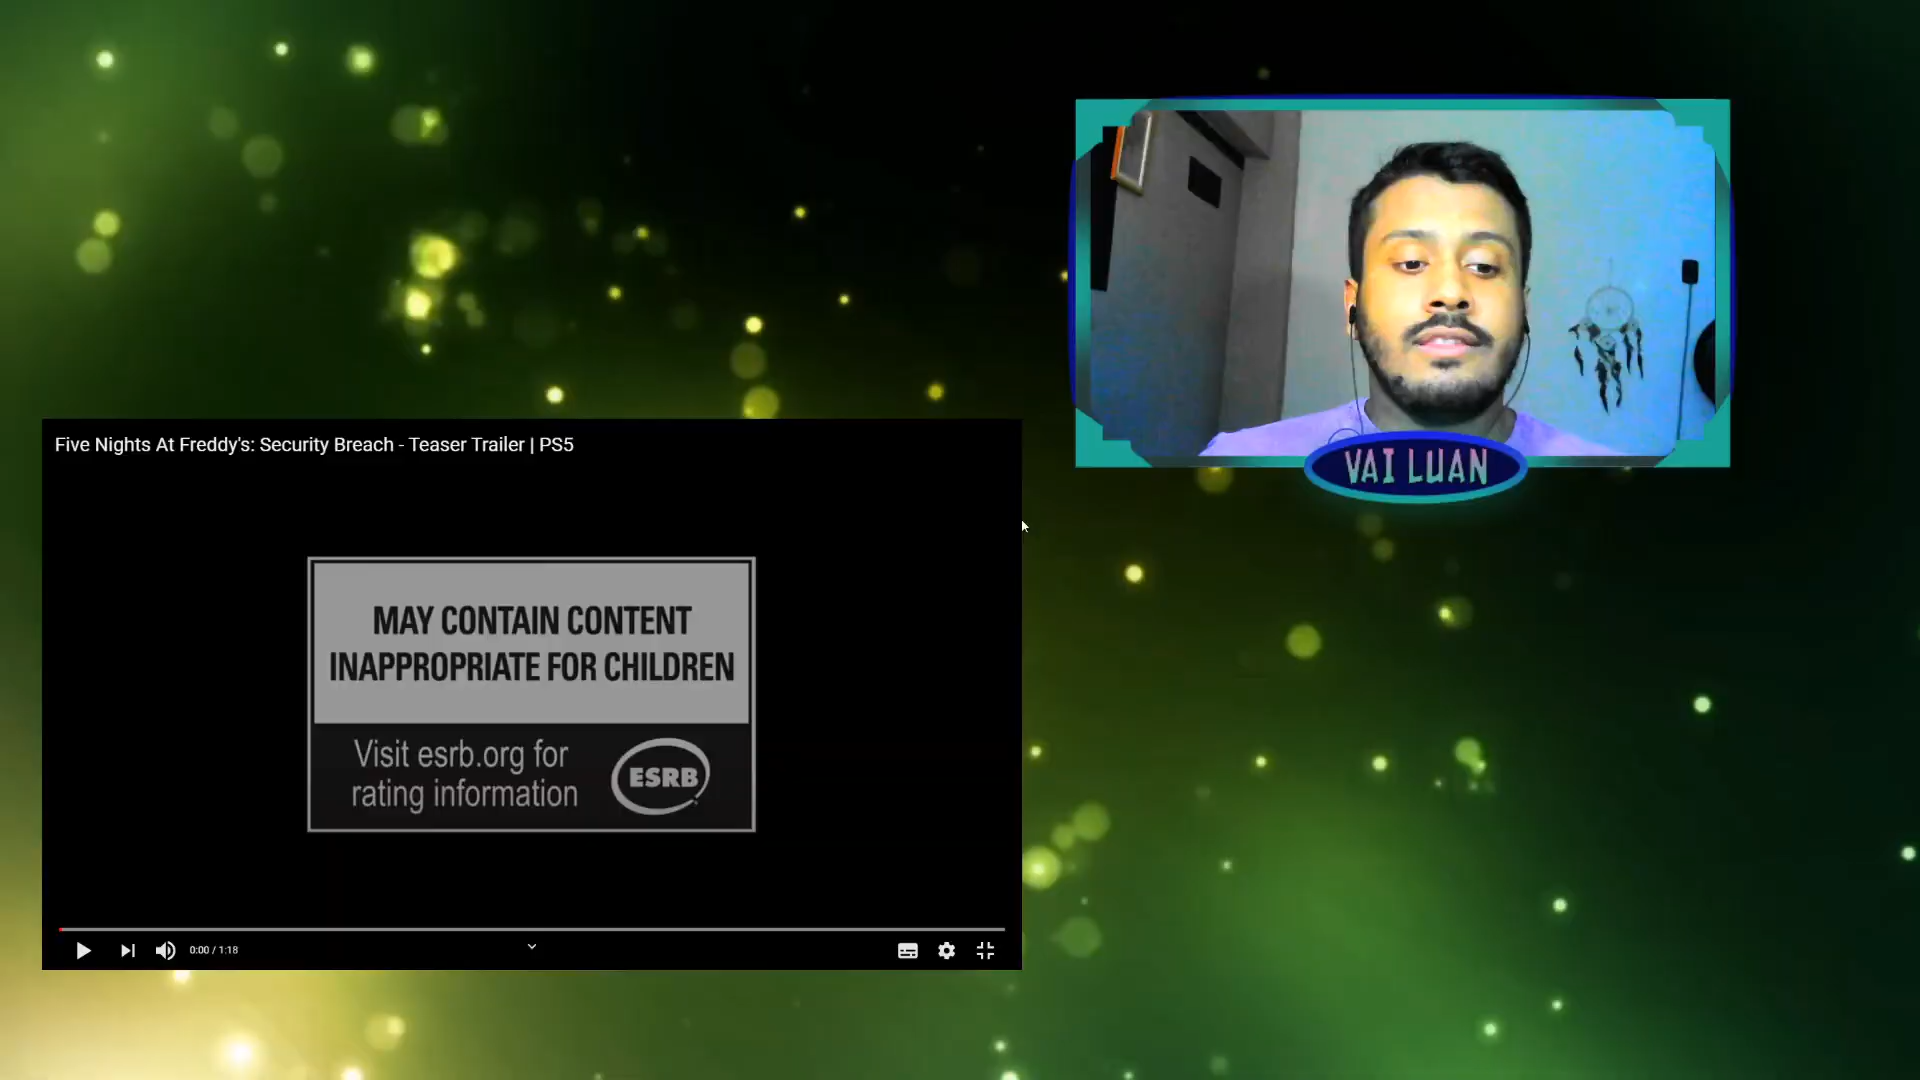 Five Nights At Freddy's: Security Breach - Teaser Trailer | PS5
VAI LUAN
MAY CONTAIN CONTENT
INAPPROPRIATE FOR CHILDREN
Visit esrb.org for
rating information
ESRB
0:00 / 1:18